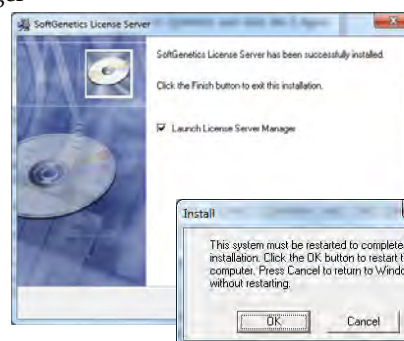 SoftGenetics License Server
SoftGenetics License Server has been successfully installed.
Click the Finish button to exit this installation.
Launch License Server Manager
Install
This system must be restarted to complete
installation. Click the OK button to restart
computer. Press Cancel to return to
without restarting.
OK
Cancel